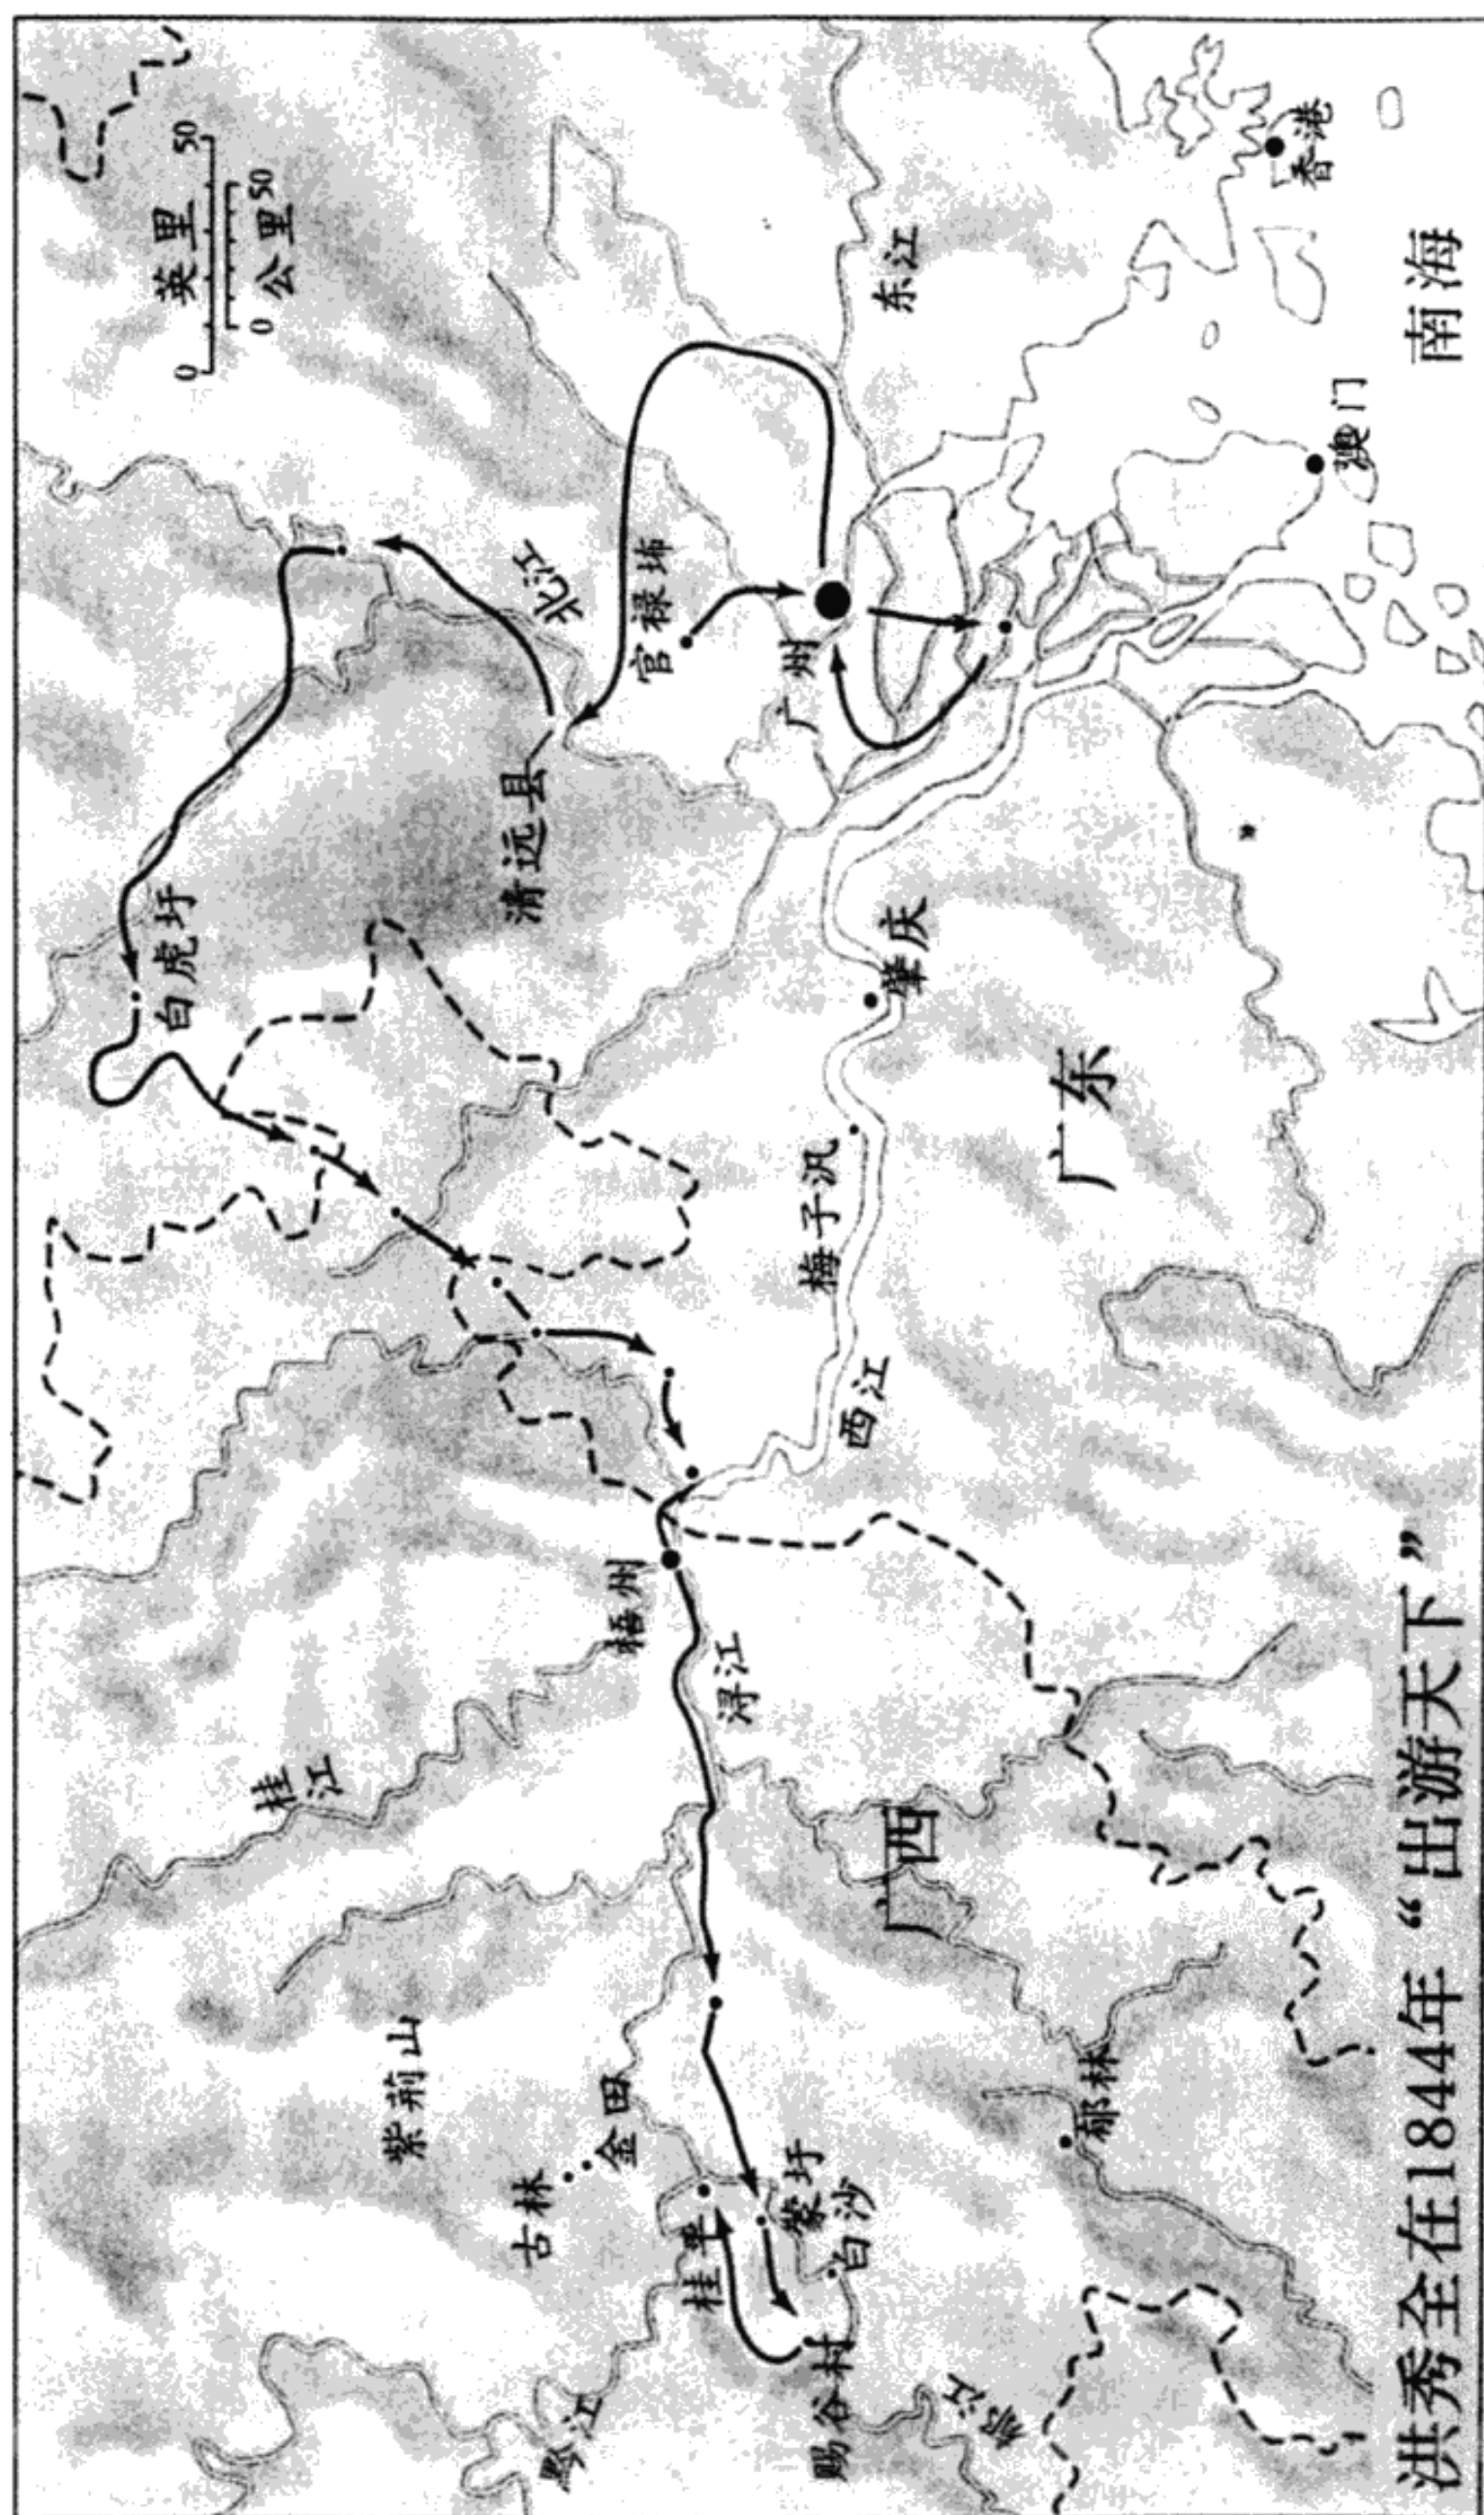 英里
0 50
0 50
公里
桂江
紫荆山
白虎圩
古林
金田
清远县
北江
黔江
桂平
梧州
官禄㘵
浔江
广州
蒙圩
白沙
赐谷村
梅子汛
西江
肇庆
东江
广西
广东
郁江
郁林
香港
澳门
南海
洪秀全在1844年“出游天下”